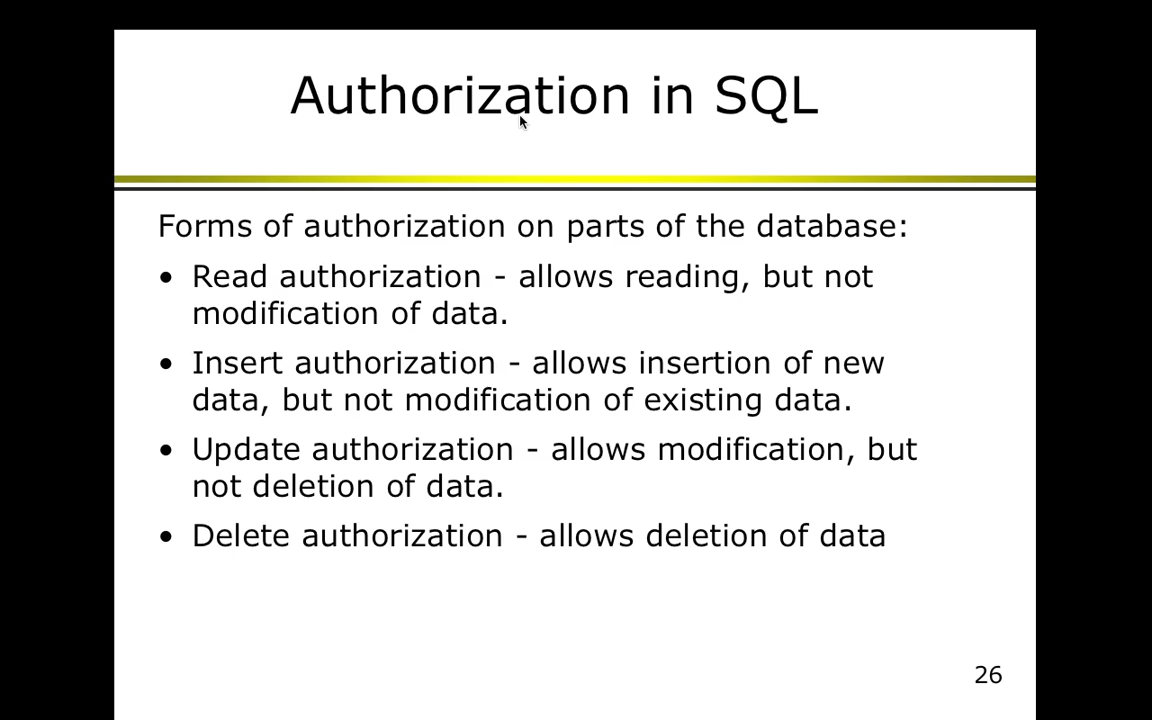 Authorization in SQL
Forms of authorization on parts of the database:
• Read authorization - allows reading, but not
modification of data.
• Insert authorization - allows insertion of new
data, but not modification of existing data.
• Update authorization - allows modification, but
not deletion of data.
• Delete authorization - allows deletion of data
26